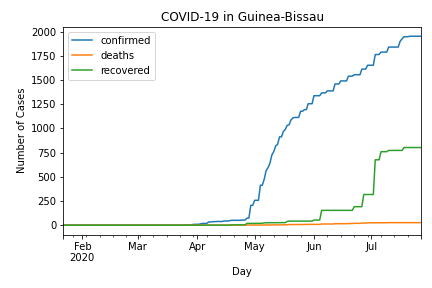 COVID-19 in Guinea-Bissau
confirmed
deaths
recovered
Number of Cases
2000
1750
1500
1250
1000
750
500
250
0
Feb
2020
Mar
Apr
May
Jun
Jul
Day